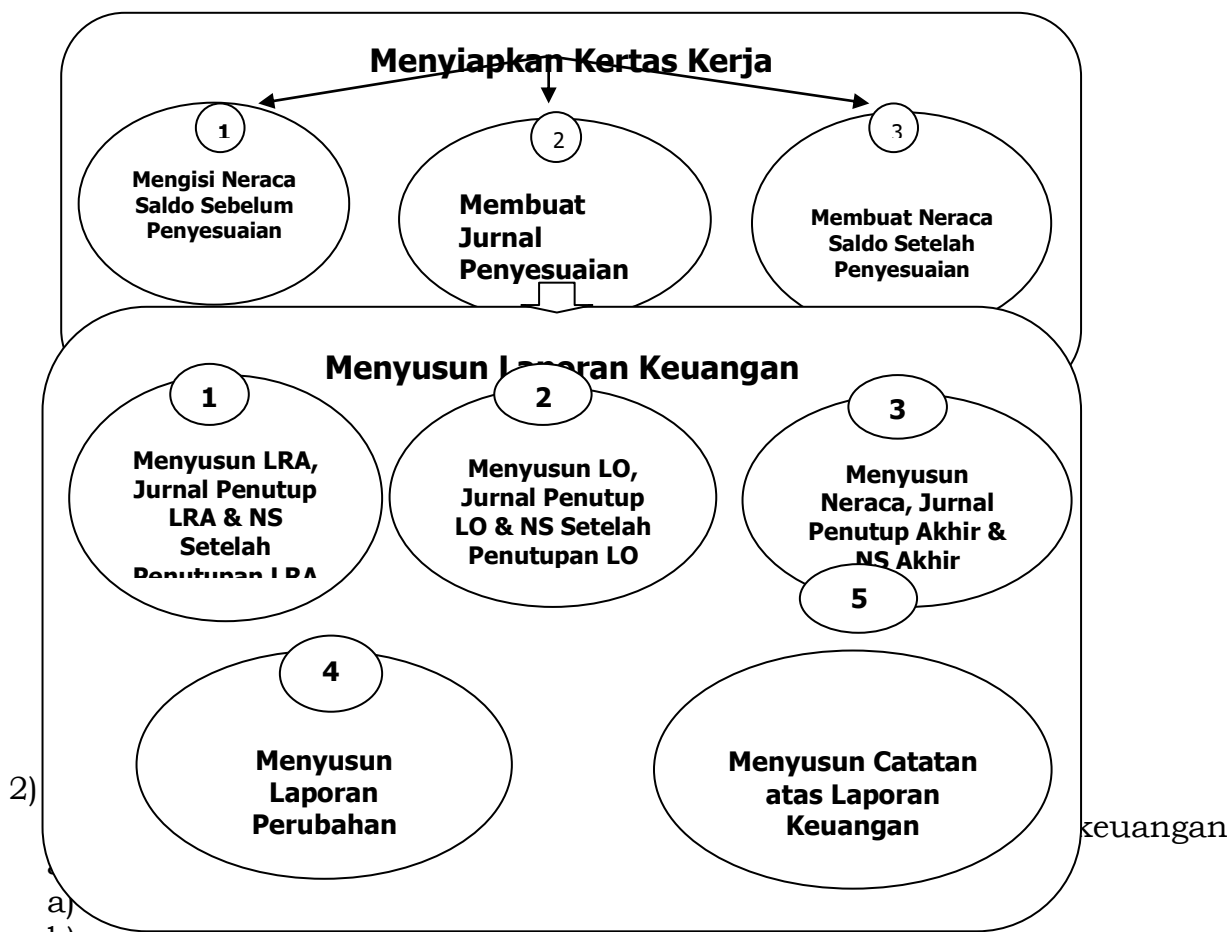 Menyiapkan Kertas Kerja
1
2
3
Mengisi Neraca
Saldo Sebelum
Penyesuaian
Membuat
Jurnal
Penyesuaian
Membuat Neraca
Saldo Setelah
Penyesuaian
Menyusun Laporan Keuangan
1
2
3
Menyusun LRA,
Jurnal Penutup
LRA & NS
Setelah
Penutupan LRA
Menyusun LO,
Jurnal Penutup
LO & NS Setelah
Penutupan LO
Menyusun
Neraca, Jurnal
Penutup Akhir &
NS Akhir
4
5
Menyusun
Laporan
Perubahan
Menyusun Catatan
atas Laporan
Keuangan
2)
keuangan
a)